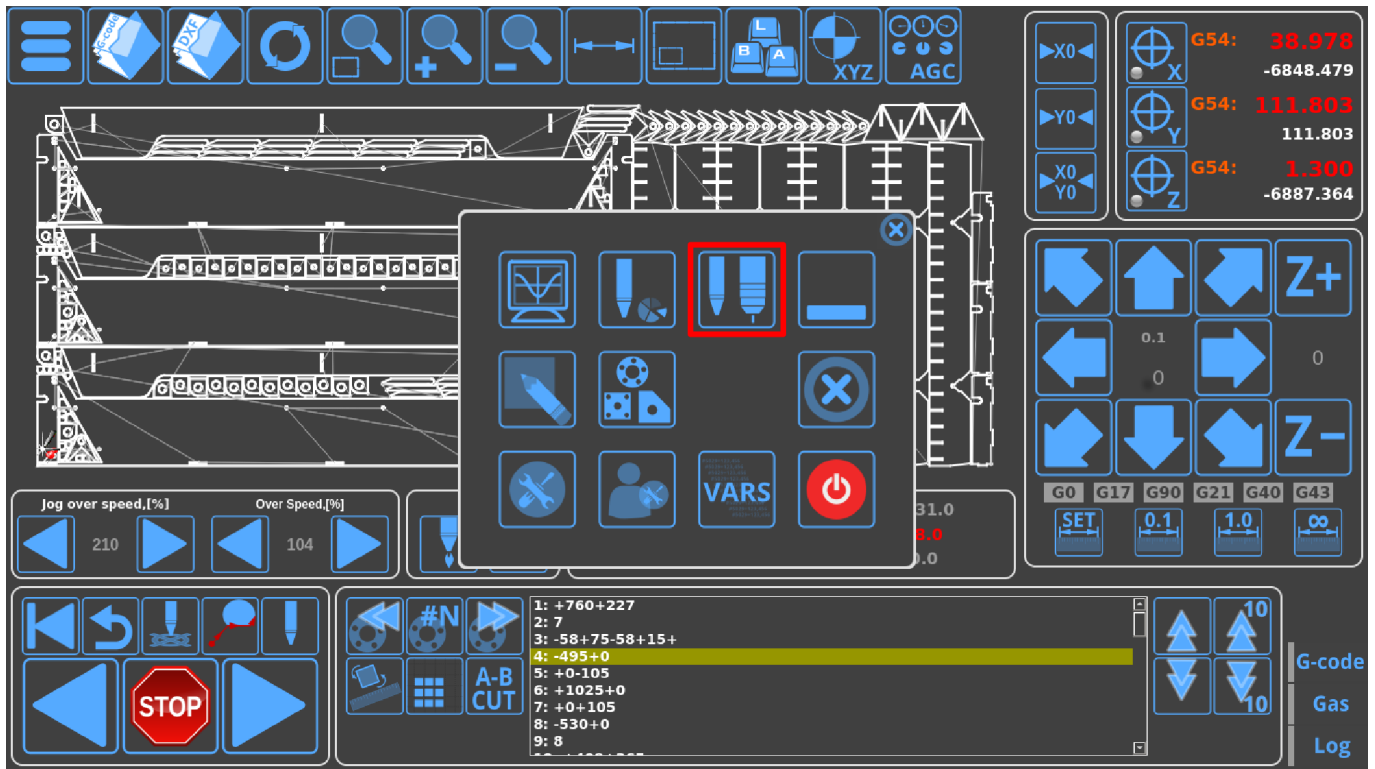 G-code
DXF
L
B
A
XYZ
AGC
X0
Y0
X0
Y0
X
Y
Z
G54: 38.978
-6848.479
G54: 111.803
111.803
G54: 1.300
-6887.364
Z+
0.1
0
0
Z-
VARS
G0 G17 G90 G21 G40 G43
SET 0.1 1.0 ∞
Jog over speed,[%]
210
Over Speed,[%]
104
31.0
8.0
.0
STOP
#N
A-B
CUT
1: +760+227
2: 7
3: -58+75-58+15+
4: -495+0
5: +0-105
6: +1025+0
7: +0+105
8: -530+0
9: 8
10
10
G-code
Gas
Log